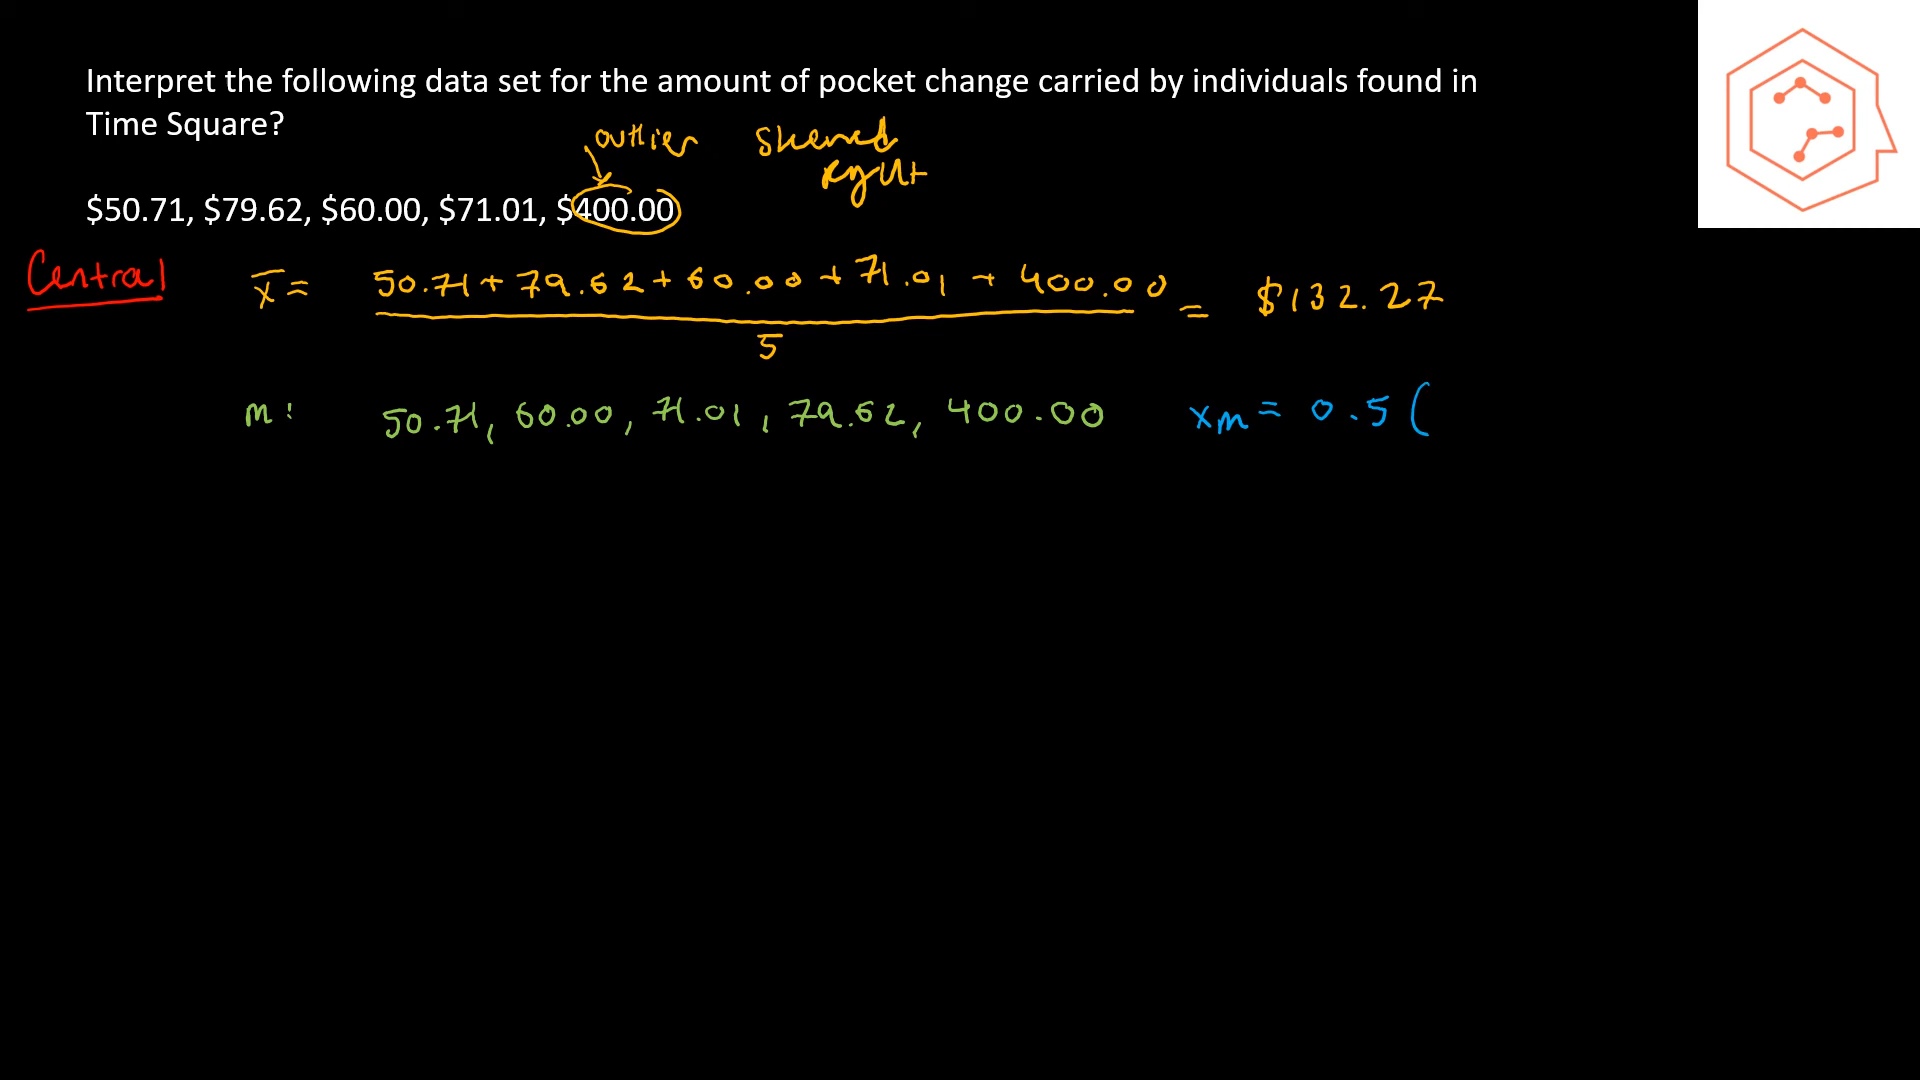 Interpret the following data set for the amount of pocket change carried by individuals found in
Time Square?
outlier
skewed
right
$50.71, $79.62, $60.00, $71.01, $400.00
Central
x̄ = 50.71 + 79.62 + 60.00 + 71.01 + 400.00 = $132.27
5
m: 50.71, 60.00, 71.01, 79.62, 400.00 xm = 0.5 (